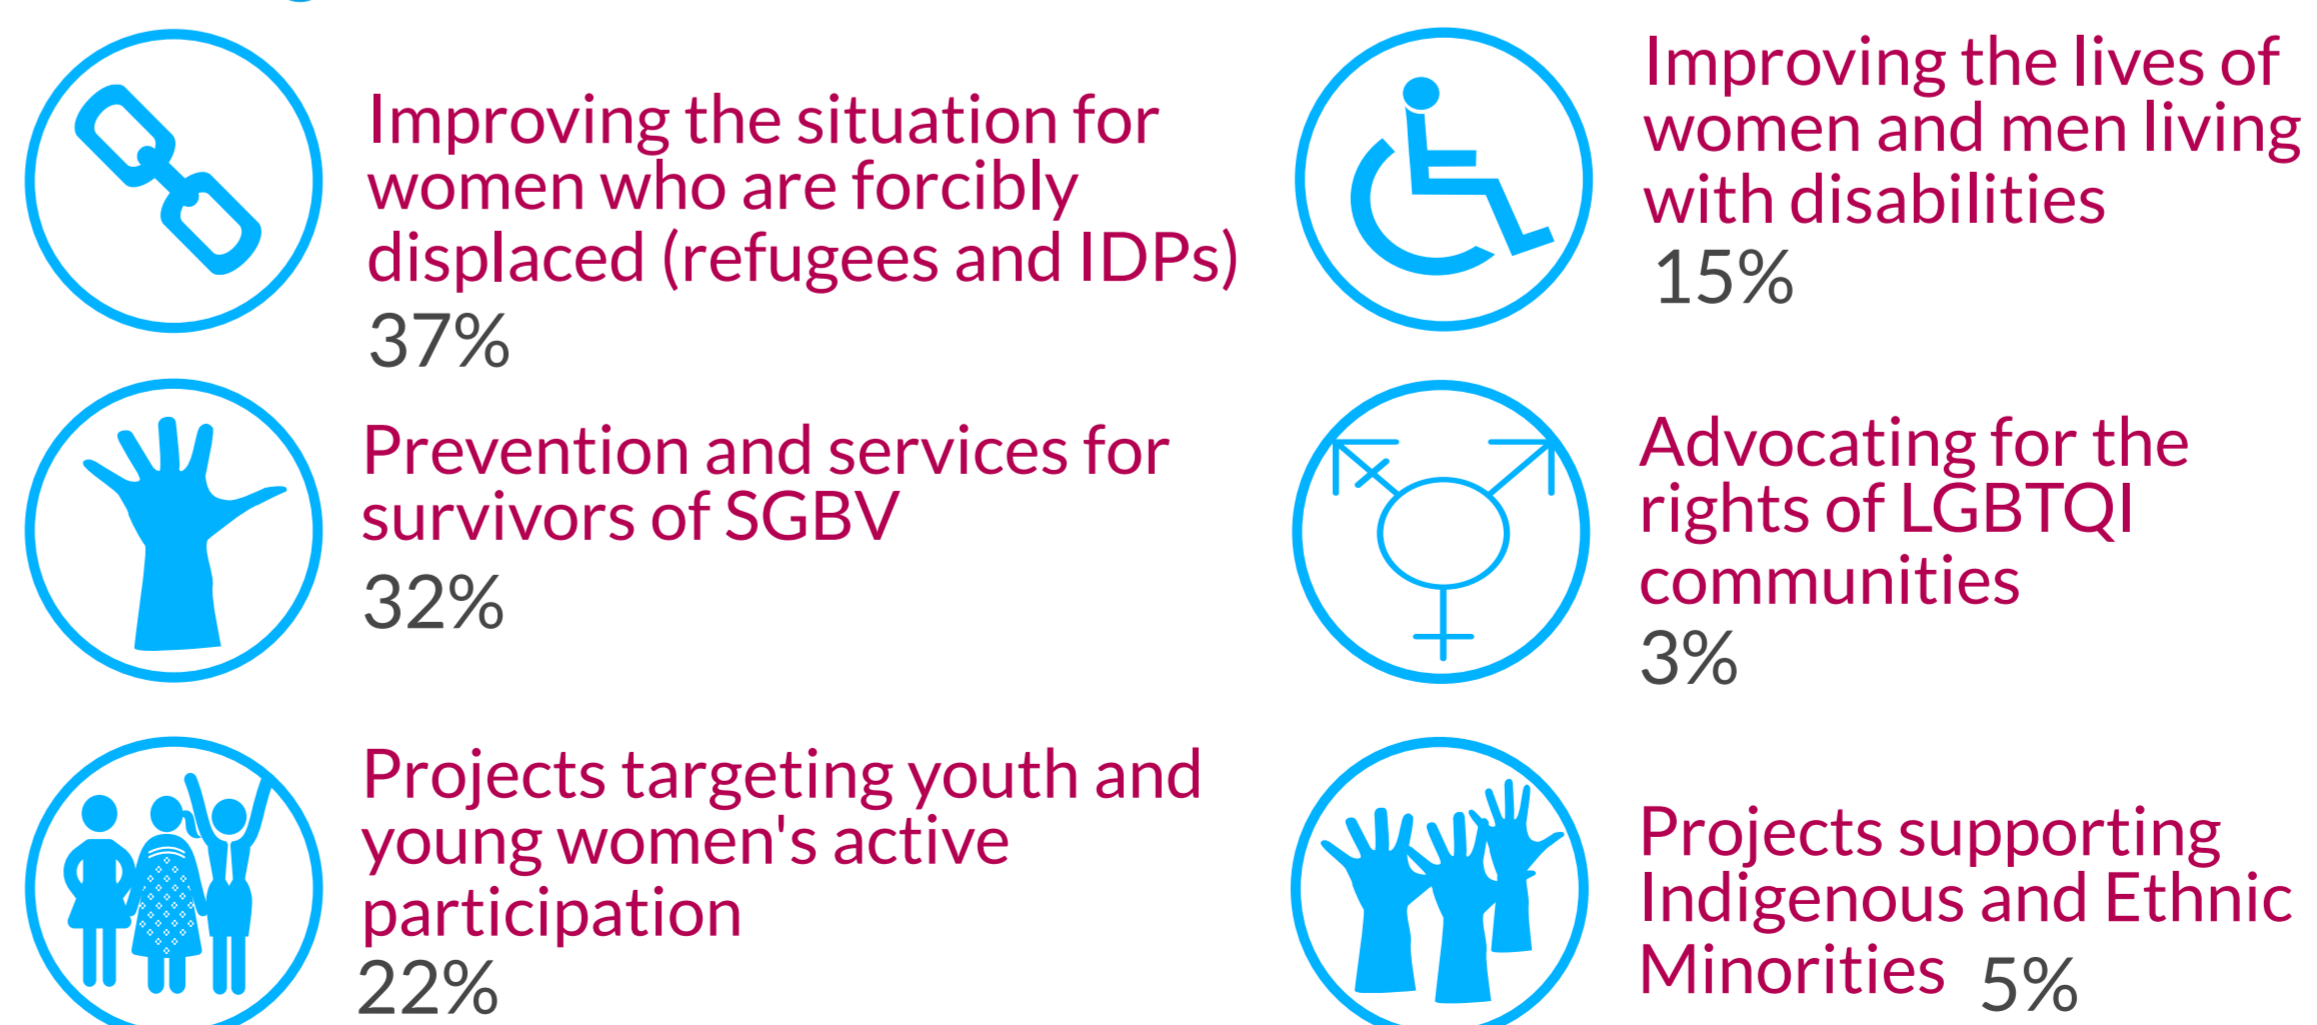 Improving the situation for
women who are forcibly
displaced (refugees and IDPs)
37%
Prevention and services for
survivors of SGBV
32%
Projects targeting youth and
young women's active
participation
22%
Improving the lives of
women and men living
with disabilities
15%
Advocating for the
rights of LGBTQI
communities
3%
Projects supporting
Indigenous and Ethnic
Minorities 5%